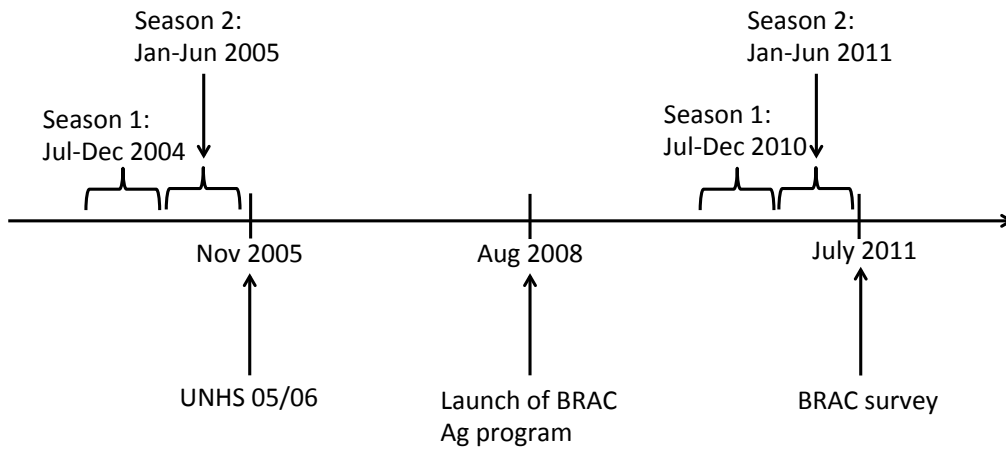 Season 2:
Jan-Jun 2005
Season 2:
Jan-Jun 2011
Season 1:
Jul-Dec 2004
Season 1:
Jul-Dec 2010
Nov 2005
Aug 2008
July 2011
UNHS 05/06
Launch of BRAC
Ag program
BRAC survey